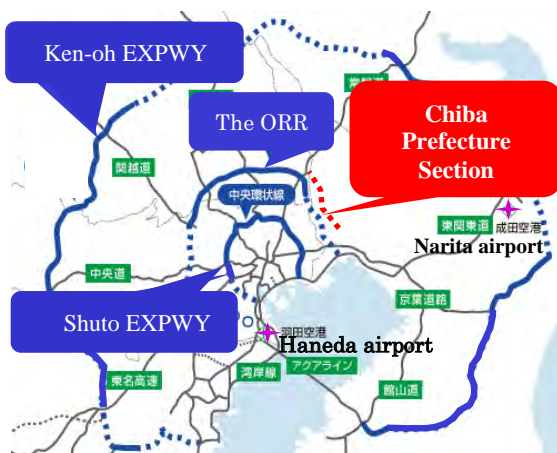 Ken-oh EXPWY
The ORR
Chiba
Prefecture
Section
関越道
中央環状線
東関東道
成田空港
Narita airport
中央道
京葉道路
Shuto EXPWY
羽田空港
Haneda airport
アクアライン
湾岸線
東名高速
館山道